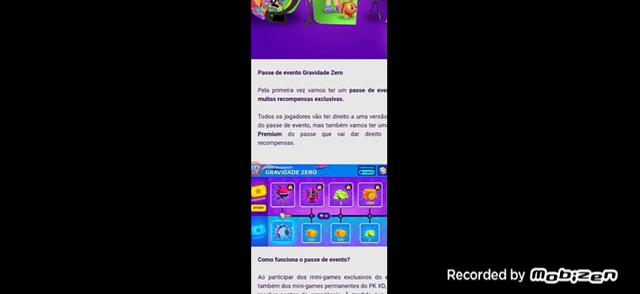 Passe de evento Gravidade Zero
Pela primeira vez vamos ter um passe de
muitas recompensas exclusivas.
Todos os jogadores vão ter direito a uma
do passe de evento, mas também vamos ter
Premium do passe que vai dar direito
recompensas.
GRAVIDADE ZERO
Como funciona o passe de evento?
Ao participar dos mini-games exclusivos do
também dos mini-games permanentes do PK XD,
Recorded by MOBIZEN